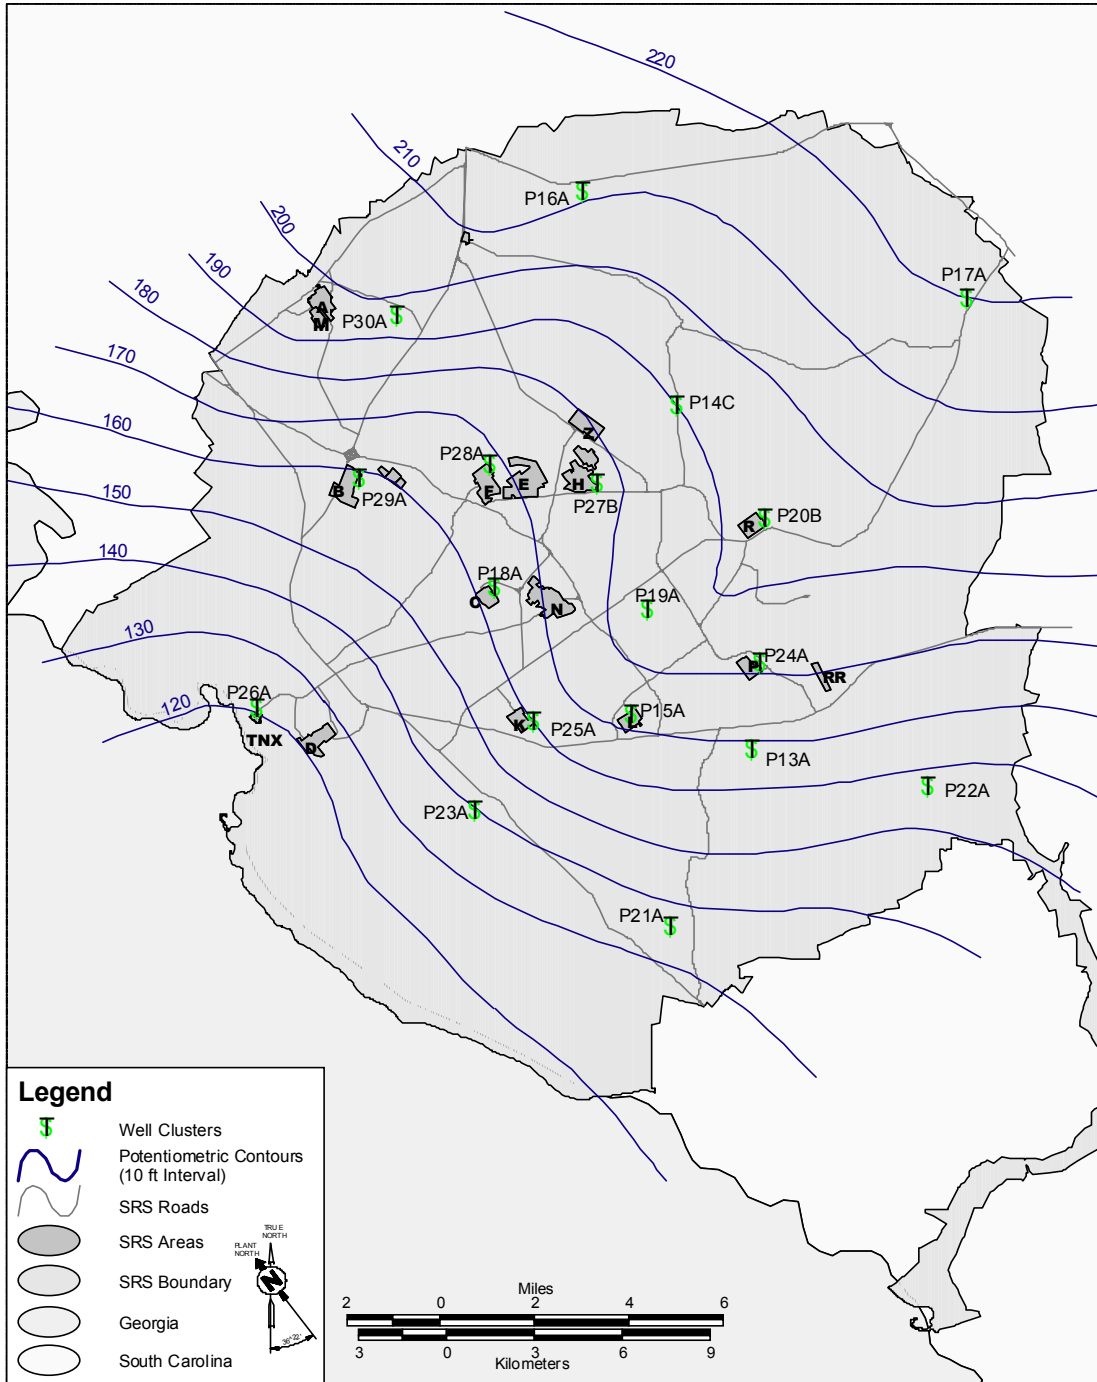 220
210
P16A
200
190
P17A
180
A
M
P30A
170
P14C
160
Z
P28A
150
B
P29A
F
E
H
P27B
R
P20B
140
P18A
C
N
P19A
130
P24A
P
RR
P26A
120
TNX
D
K
P25A
P15A
L
P13A
P22A
P23A
P21A
Legend
Well Clusters
Potentiometric Contours
(10 ft Interval)
SRS Roads
SRS Areas
SRS Boundary
Georgia
South Carolina
TRUE
NORTH
PLANT
NORTH
N
36° 22'
Miles
2 0 2 4 6
3 0 3 6 9
Kilometers